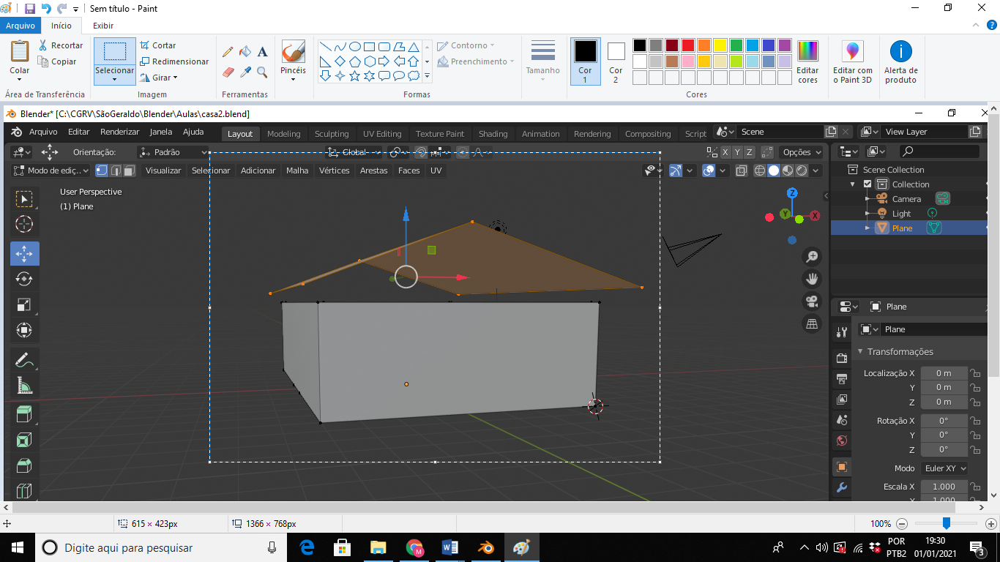 Sem título - Paint
Arquivo Início Exibir
Colar
Recortar
Copiar
Área de Transferência
Selecionar
Cortar
Redimensionar
Girar
Imagem
Ferramentas
Pincéis
Contorno
Preenchimento
Formas
Tamanho
Cor 1
Cor 2
Cores
Editar cores
Editar com o Paint 3D
Alerta de produto
Blender* [C:\CGRV\SãoGeraldo\Blender\Aulas\casa2.blend]
Arquivo Editar Renderizar Janela Ajuda Layout Modeling Sculpting UV Editing Texture Paint Shading Animation Rendering Compositing Script Scene View Layer
Orientação: Padrão Global X Y Z Opções
Modo de ediç... Visualizar Selecionar Adicionar Malha Vértices Arestas Faces UV
User Perspective
(1) Plane
Z
Y
X
Scene Collection
Collection
Camera
Light
Plane
Plane
Plane
Transformações
Localização X 0 m
Y 0 m
Z 0 m
Rotação X 0°
Y 0°
Z 0°
Modo Euler XY
Escala X 1.000
Y 1.000
615 × 423px 1366 × 768px 100%
Digite aqui para pesquisar
POR
PTB2
19:30
01/01/2021
3